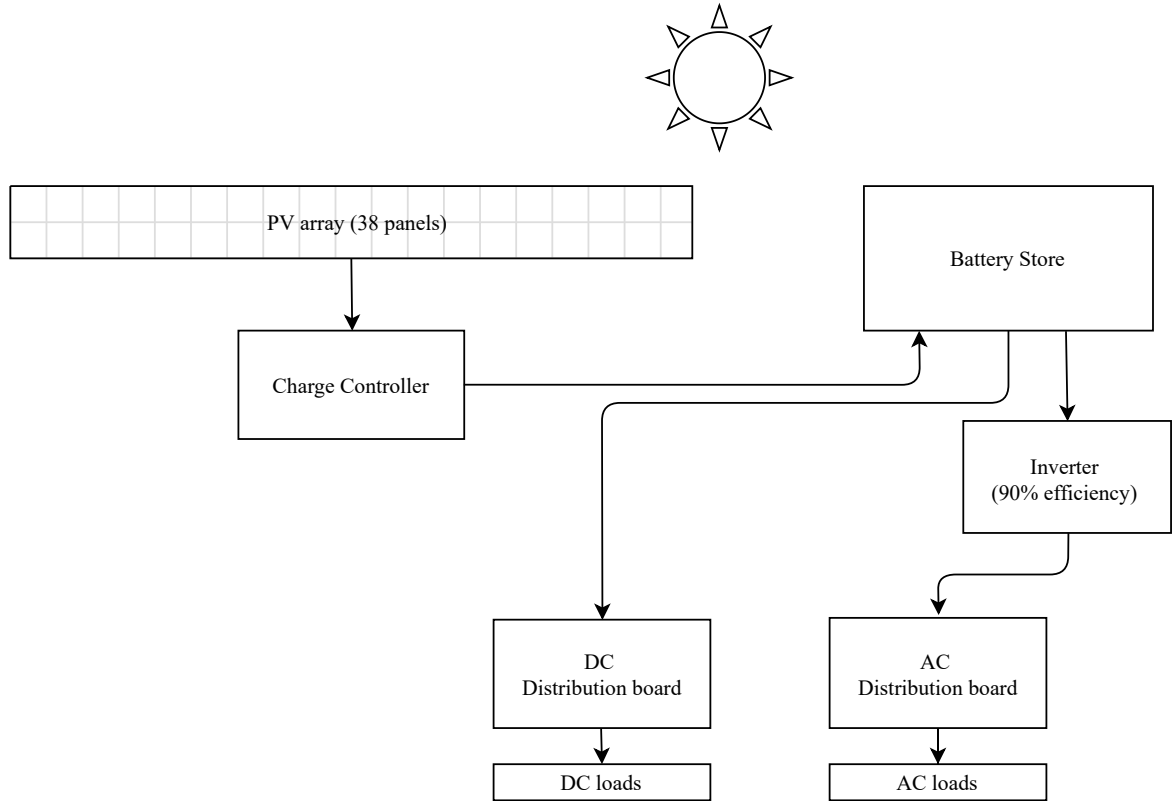 PV array (38 panels)
Battery Store
Charge Controller
Inverter
(90% efficiency)
DC
Distribution board
AC
Distribution board
DC loads
AC loads